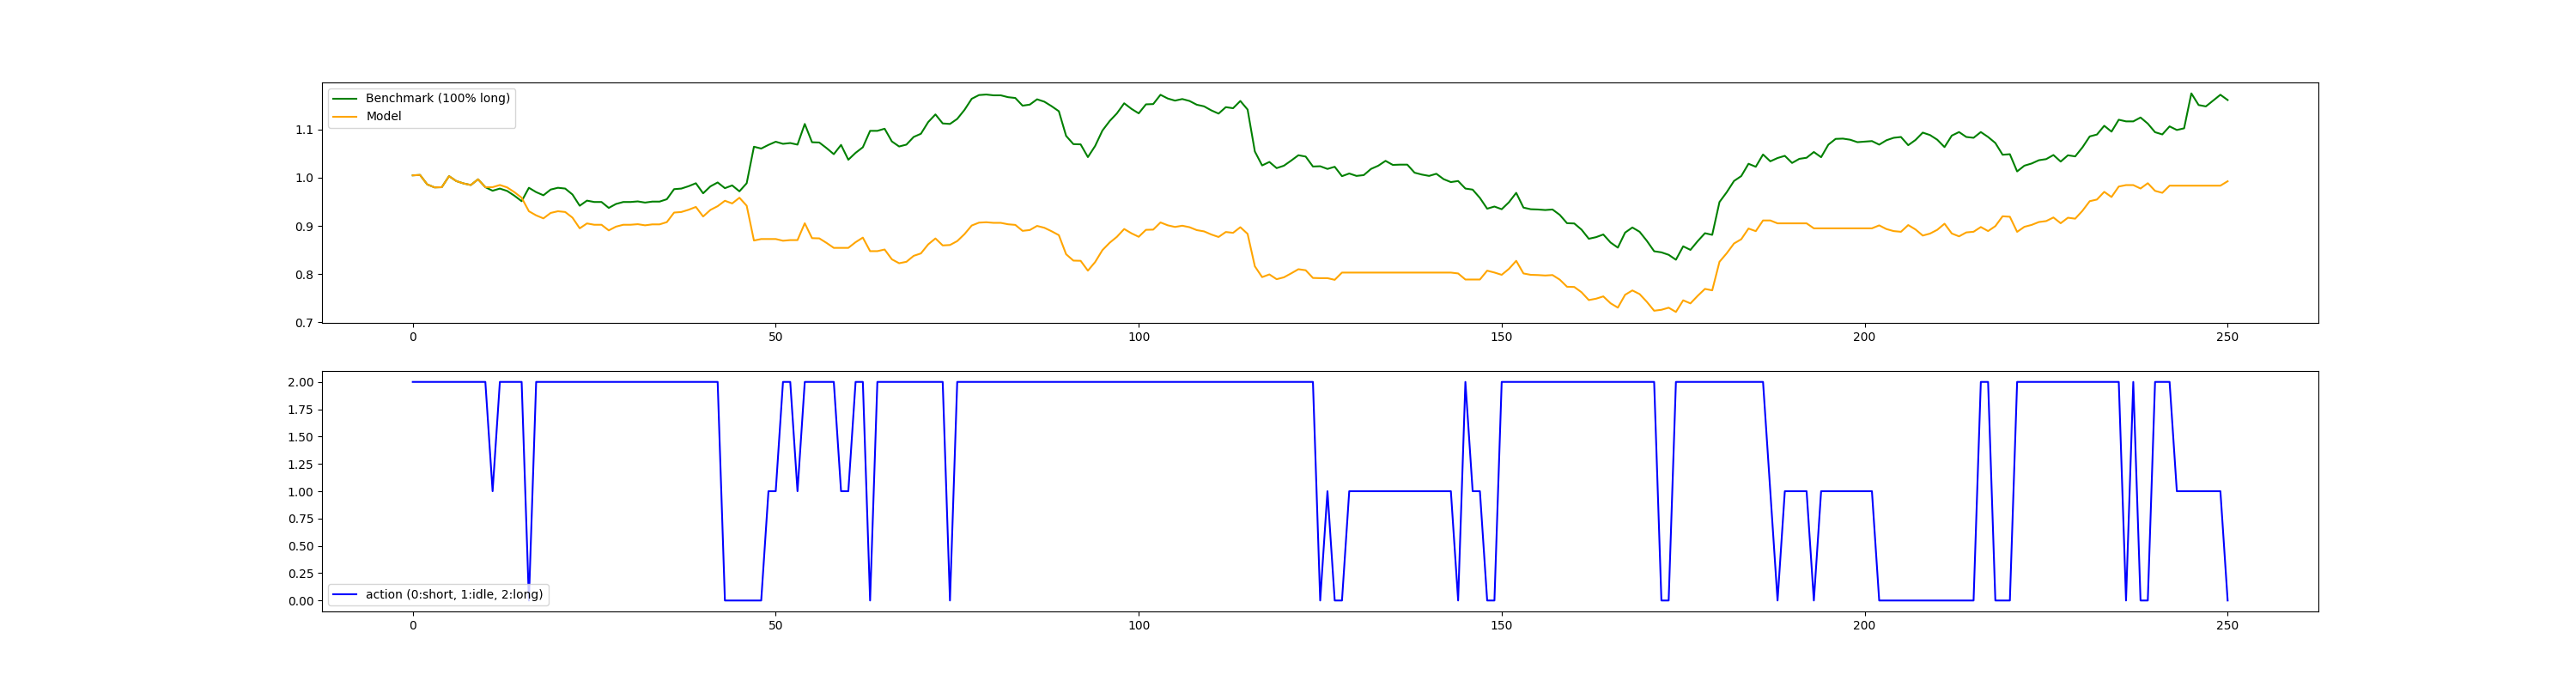 Benchmark (100% long)
Model
1.1
1.0
0.9
0.8
0.7
0 50 100 150 200 250
2.00
1.75
1.50
1.25
1.00
0.75
0.50
0.25
0.00
action (0:short, 1:idle, 2:long)
0 50 100 150 200 250